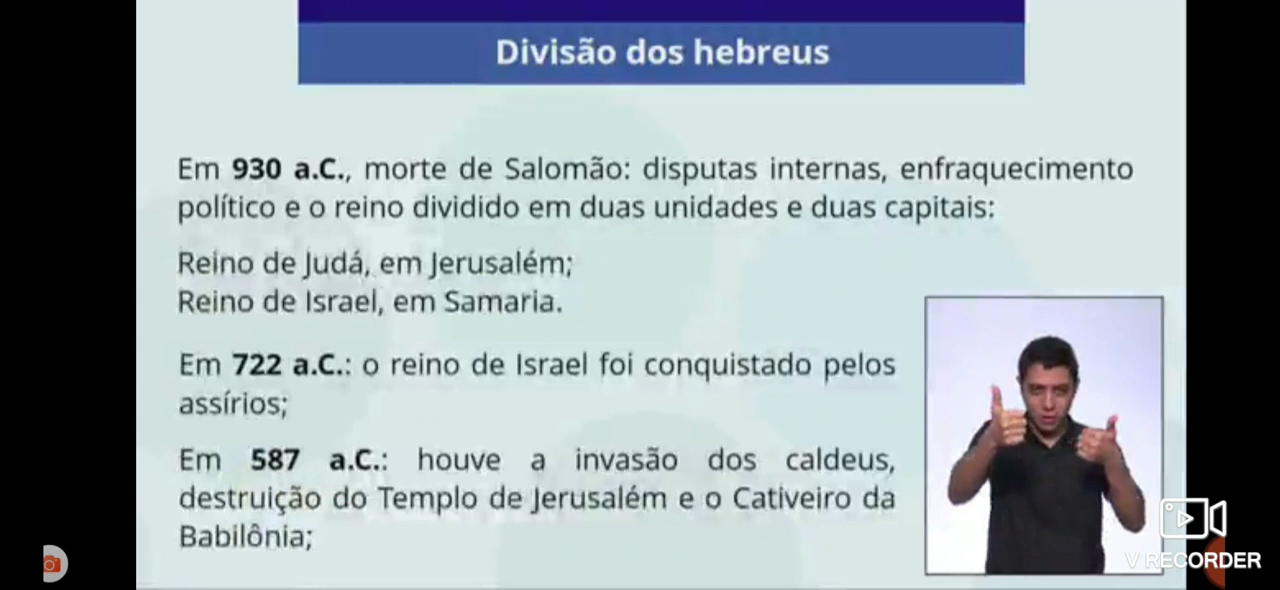 Divisão dos hebreus
Em 930 a.C., morte de Salomão: disputas internas, enfraquecimento
político e o reino dividido em duas unidades e duas capitais:
Reino de Judá, em Jerusalém;
Reino de Israel, em Samaria.
Em 722 a.C.: o reino de Israel foi conquistado pelos
assírios;
Em 587 a.C.: houve a invasão dos caldeus,
destruição do Templo de Jerusalém e o Cativeiro da
Babilônia;
V RECORDER